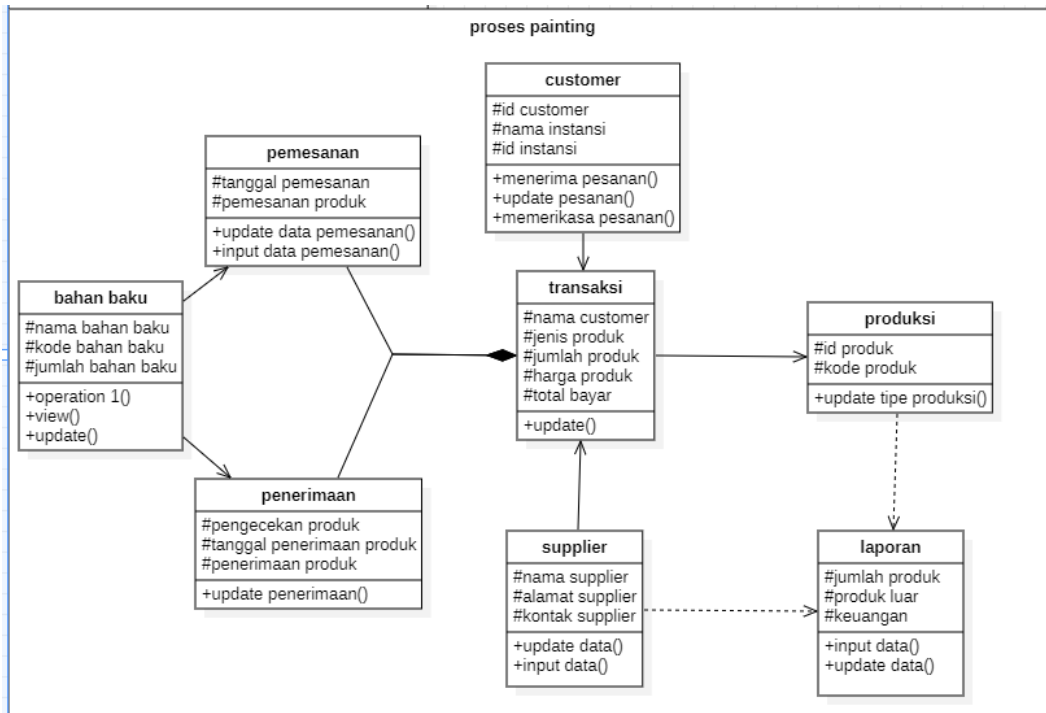 proses painting
customer
#id customer
#nama instansi
#id instansi
+menerima pesanan()
+update pesanan()
+memerikasa pesanan()
pemesanan
#tanggal pemesanan
#pemesanan produk
+update data pemesanan()
+input data pemesanan()
bahan baku
#nama bahan baku
#kode bahan baku
#jumlah bahan baku
+operation 1()
+view()
+update()
transaksi
#nama customer
#jenis produk
#jumlah produk
#harga produk
#total bayar
+update()
produksi
#id produk
#kode produk
+update tipe produksi()
penerimaan
#pengecekan produk
#tanggal penerimaan produk
#penerimaan produk
+update penerimaan()
supplier
#nama supplier
#alamat supplier
#kontak supplier
+update data()
+input data()
laporan
#jumlah produk
#produk luar
#keuangan
+input data()
+update data()